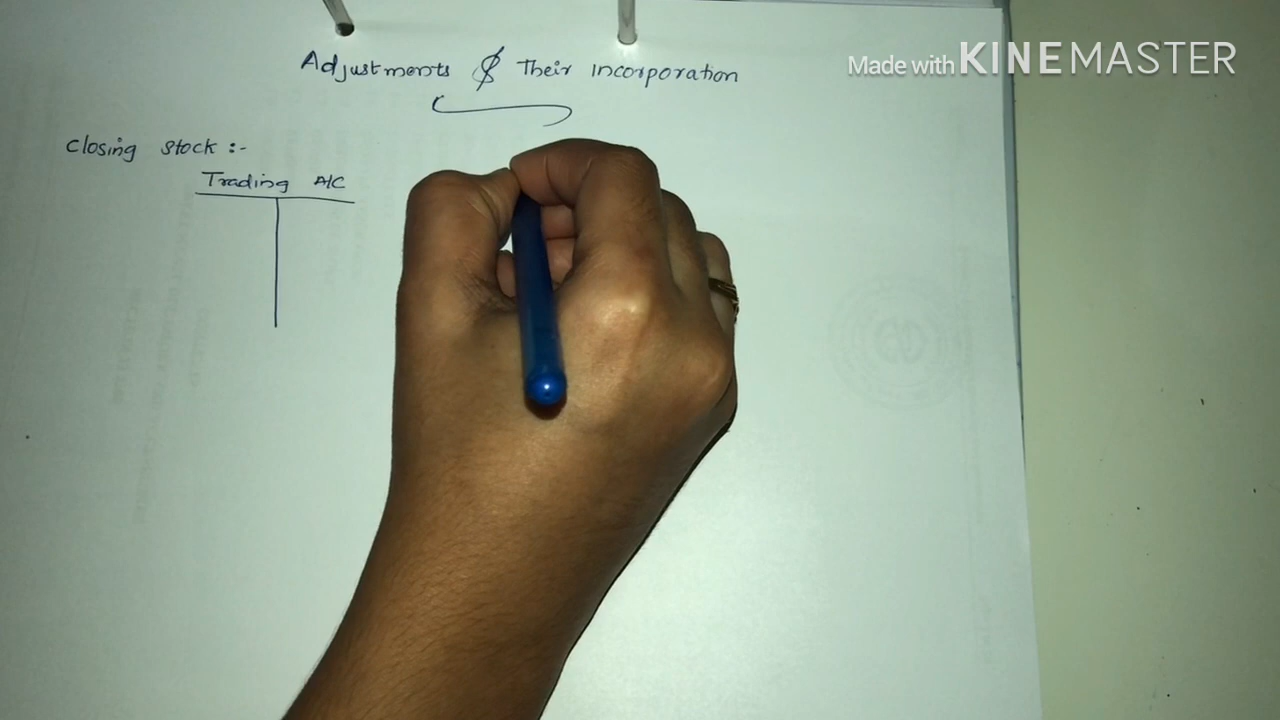 Adjustments & Their Incorporation
Made with KINEMASTER
Closing stock :-
Trading A/C